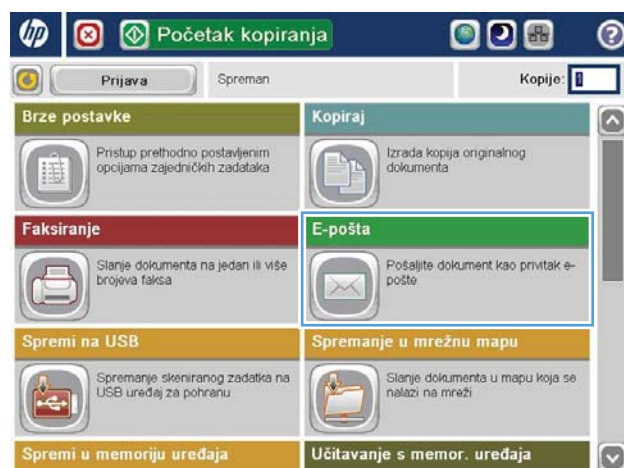 hp Početak kopiranja ?
Prijava Spreman Kopije: 1
Brze postavke
Pristup prethodno postavljenim
opcijama zajedničkih zadataka
Kopiraj
Izrada kopija originalnog
dokumenta
Faksiranje
Slanje dokumenta na jedan ili više
brojeva faksa
E-pošta
Pošaljite dokument kao privitak e-
pošte
Spremi na USB
Spremanje skeniranog zadatka na
USB uređaj za pohranu
Spremanje u mrežnu mapu
Slanje dokumenta u mapu koja se
nalazi na mreži
Spremi u memoriju uređaja
Učitavanje s memor. uređaja